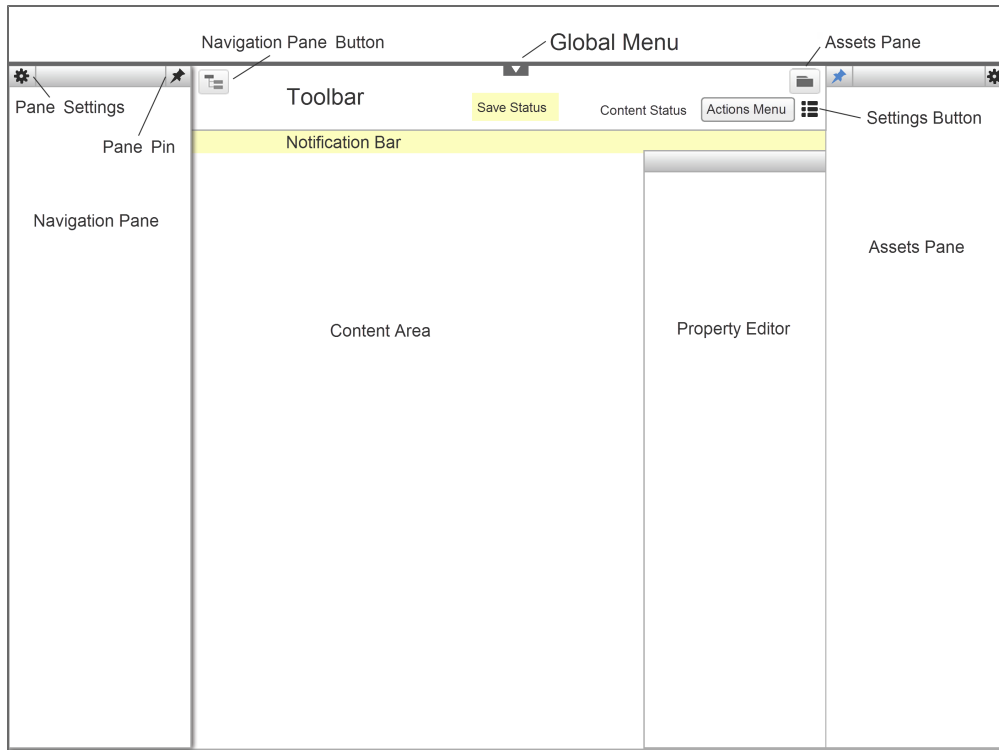 Navigation Pane Button
Global Menu
Assets Pane
Pane Settings
Toolbar
Save Status
Content Status
Actions Menu
Settings Button
Pane Pin
Notification Bar
Navigation Pane
Assets Pane
Content Area
Property Editor